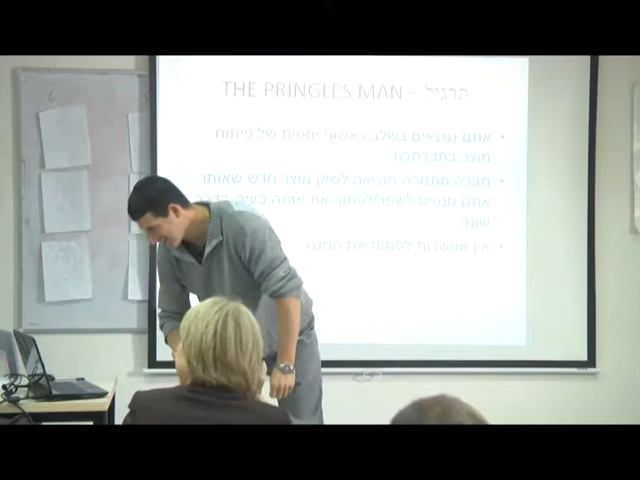 תרגיל - THE PRINGLES MAN
• אתם נמצאים בשלב ראשוני יחסית של פיתוח
מוצר בחברתכם
• חברה מתחרה מוציאה לשוק מוצר חדש שאותו
אתם מנסים לשפר/לפתור את אותה בעיה בדרך
שונה
• אין אפשרות לפתוח את המוצר